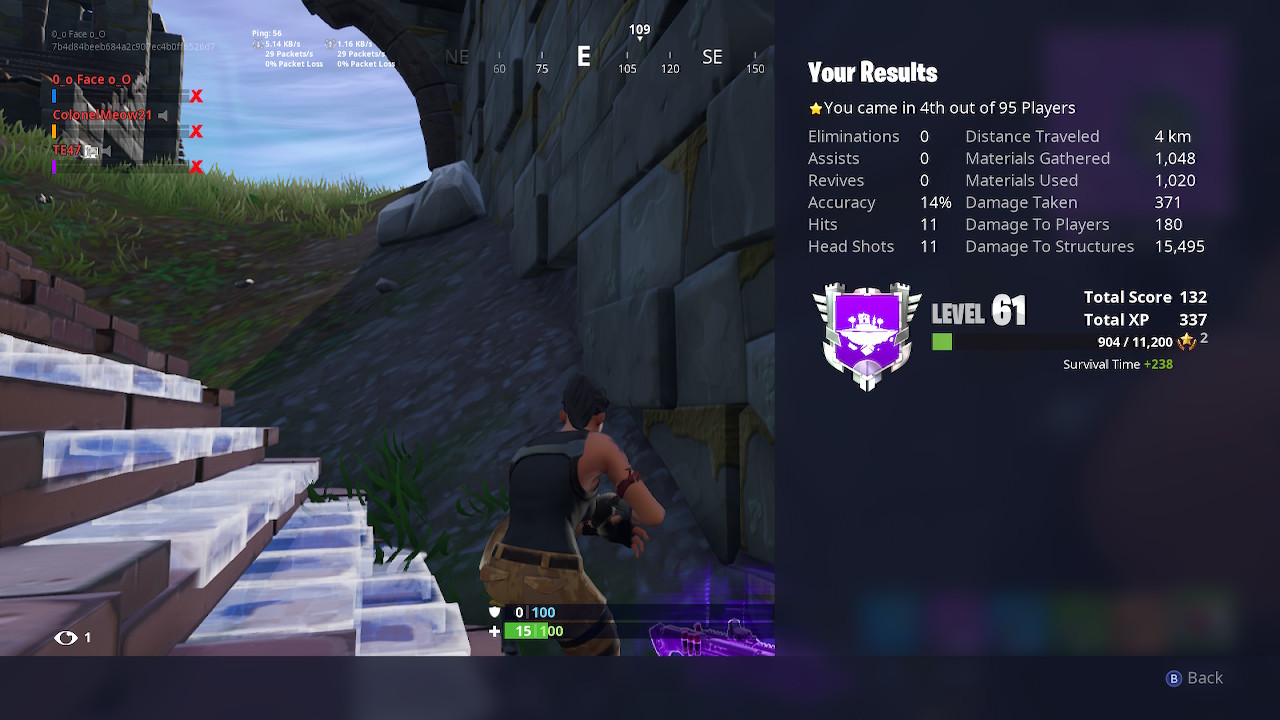 0_o Face o_O
Ping: 56
5.14 KB/s 1.16 KB/s
29 Packets/s 29 Packets/s
0% Packet Loss 0% Packet Loss
109
NE 60 75 E 105 120 SE 150
0_o Face o_O
X
ColonelMeow21
X
TE47
X
1
0 | 100
15 | 100
Your Results
You came in 4th out of 95 Players
Eliminations 0 Distance Traveled 4 km
Assists 0 Materials Gathered 1,048
Revives 0 Materials Used 1,020
Accuracy 14% Damage Taken 371
Hits 11 Damage To Players 180
Head Shots 11 Damage To Structures 15,495
LEVEL 61
Total Score 132
Total XP 337
904 / 11,200 2
Survival Time +238
B Back